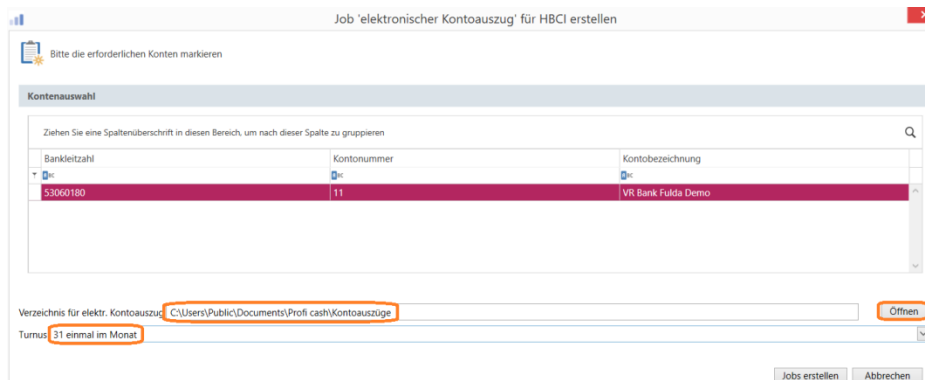 Job 'elektronischer Kontoauszug' für HBCI erstellen
Bitte die erforderlichen Konten markieren
Kontenauswahl
Ziehen Sie eine Spaltenüberschrift in diesen Bereich, um nach dieser Spalte zu gruppieren
Bankleitzahl Kontonummer Kontobezeichnung
53060180 11 VR Bank Fulda Demo
Verzeichnis für elektr. Kontoauszug C:\Users\Public\Documents\Profi cash\Kontoauszüge Öffnen
Turnus 31 einmal im Monat
Jobs erstellen Abbrechen